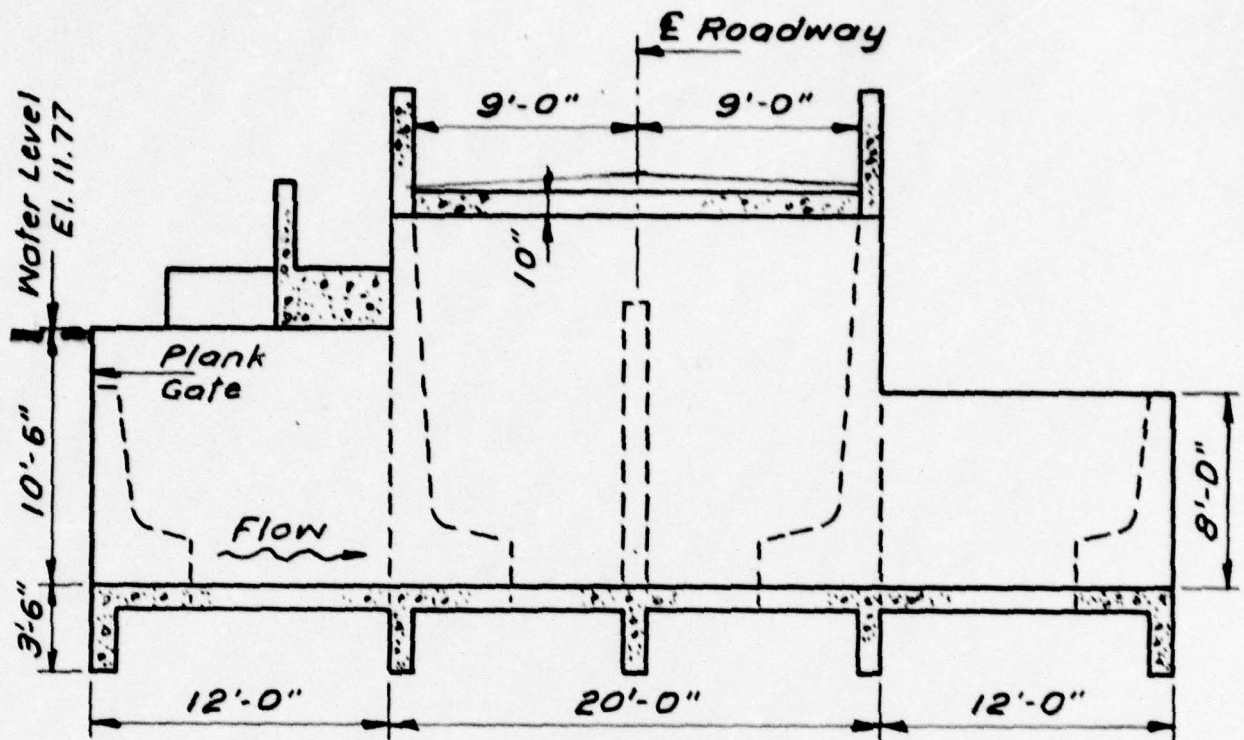 ℄ Roadway
9'-0" 9'-0"
Water Level
El. 11.77
10"
Plank
Gate
10'-6"
Flow
8'-0"
3'-6"
12'-0" 20'-0" 12'-0"